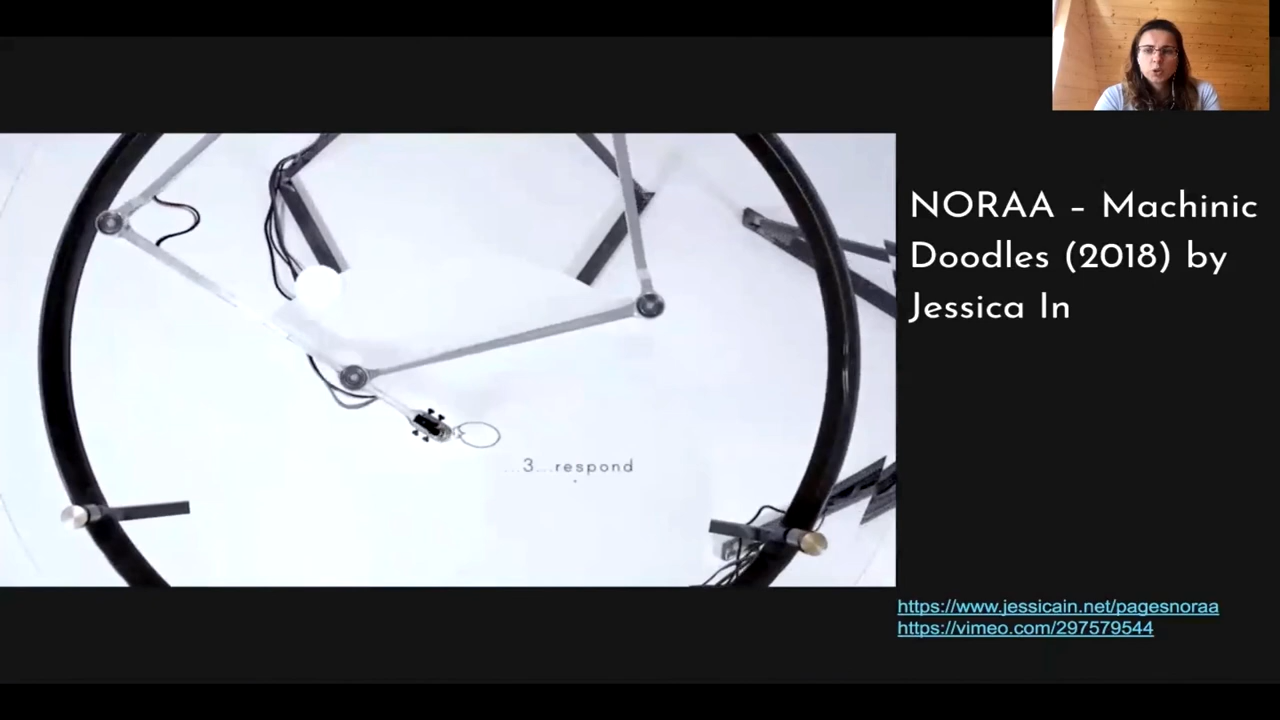 NORAA – Machinic
Doodles (2018) by
Jessica In
...3...respond
https://www.jessicain.net/pagesnoraa
https://vimeo.com/297579544